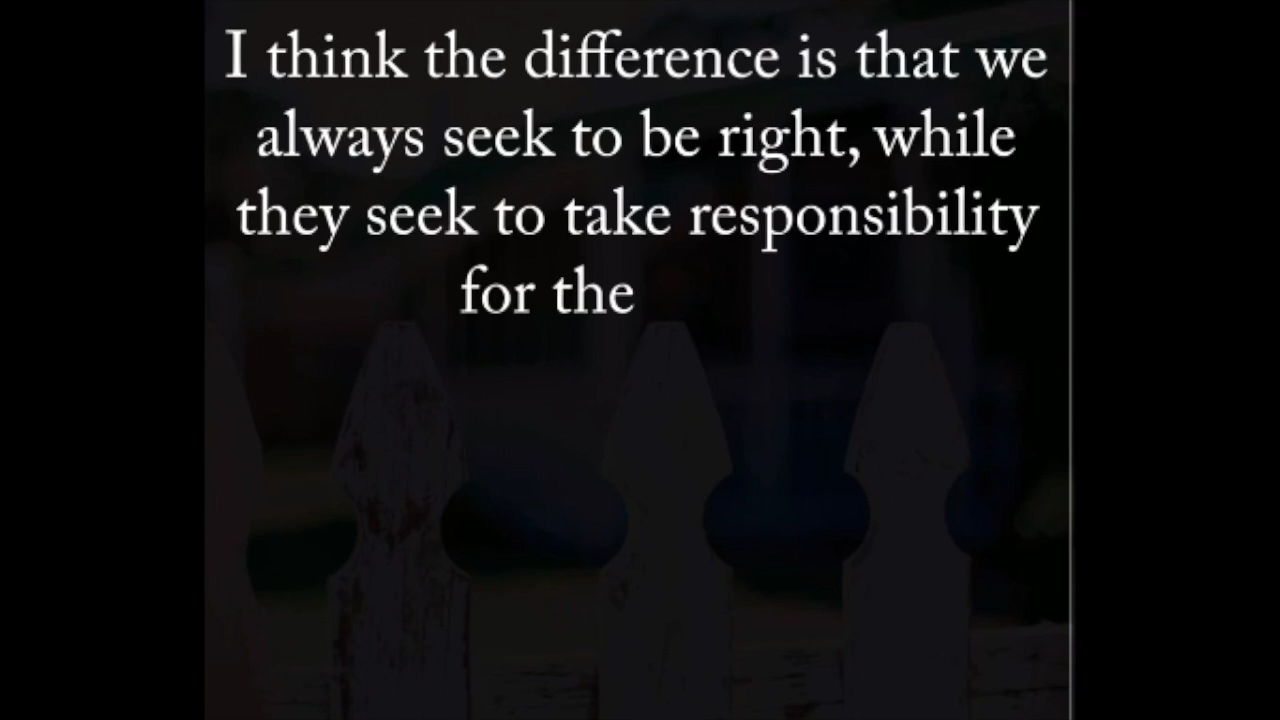 I think the difference is that we
always seek to be right, while
they seek to take responsibility
for the